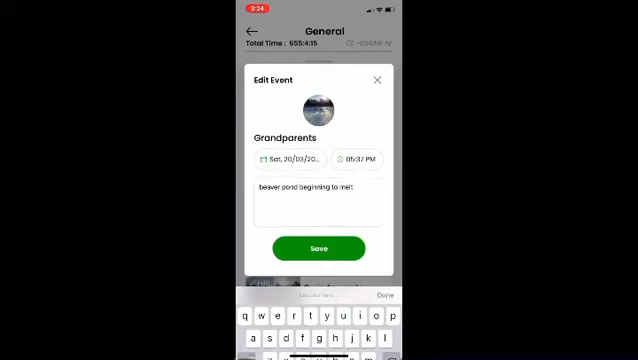 9:24
General
Total Time : 655:4:15
Edit Event
Grandparents
Sat, 20/03/20...
05:37 PM
beaver pond beginning to melt
Save
Done
q w e r t y u i o p
a s d f g h j k l